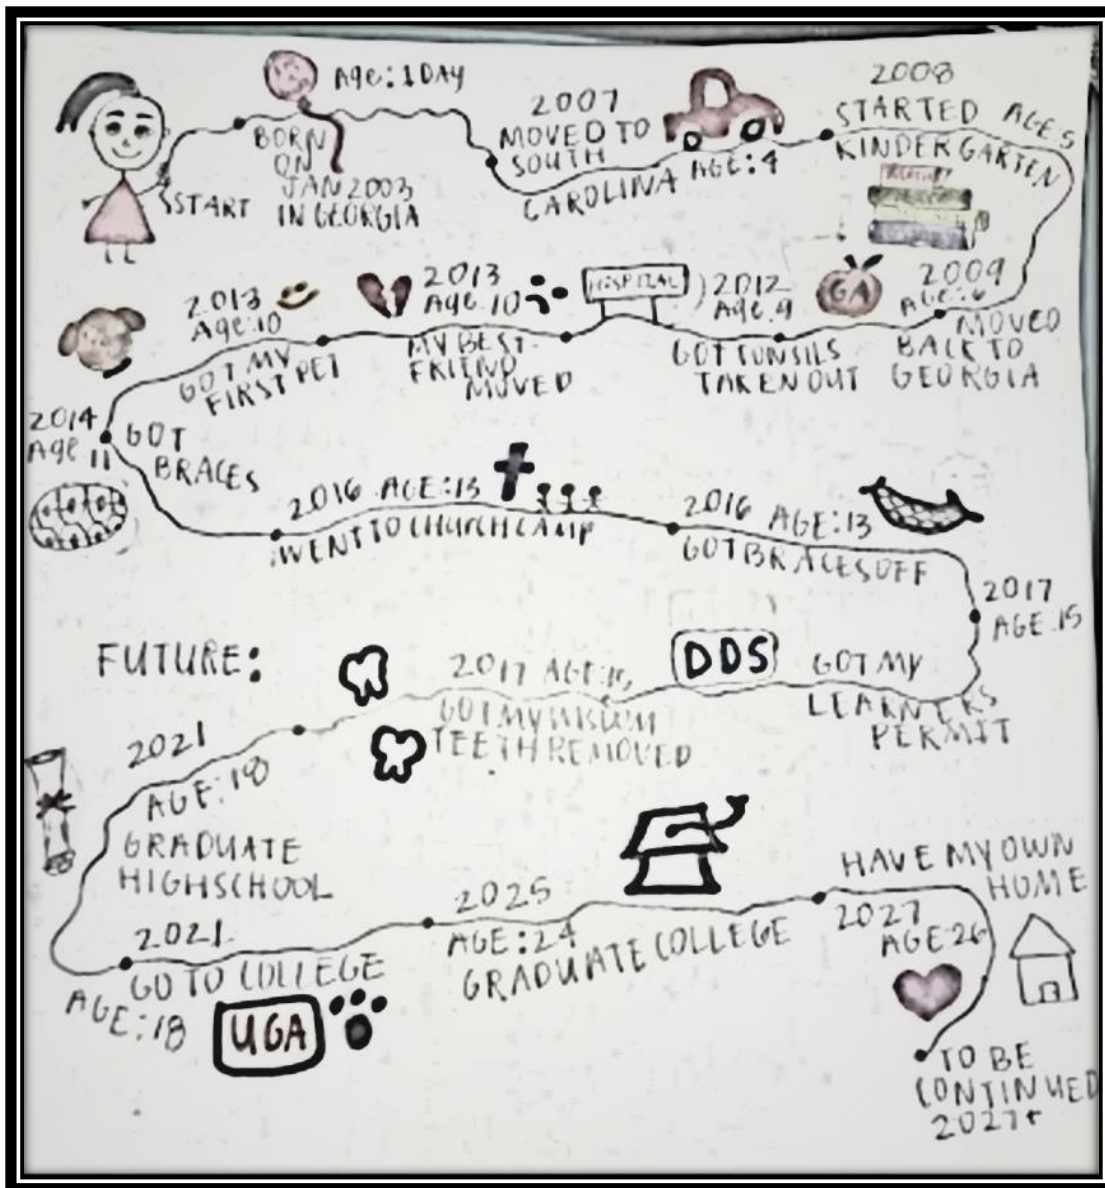 START
Age: 1 DAY
BORN
ON
JAN 2003
IN GEORGIA
2007
MOVED TO
SOUTH
CAROLINA
AGE: 4
2008
STARTED
KINDERGARTEN
AGE 5
2009
AGE: 6
MOVED
BACK TO
GEORGIA
GA
2012
Age. 9
GOT TONSILS
TAKEN OUT
HOSPITAL
2013
Age. 10
MY BEST-
FRIEND
MOVED
2013
Age: 10
GOT MY
FIRST PET
2014
Age 11
GOT
BRACES
2016 AGE: 13
WENT TO CHURCH CAMP
2016 AGE: 13
GOT BRACES OFF
2017
AGE: 15
GOT MY
LEARNERS
PERMIT
DDS
2017 AGE:
GOT MY WISDOM
TEETH REMOVED
FUTURE:
2021
AGE: 18
GRADUATE
HIGHSCHOOL
2021
GO TO COLLEGE
AGE: 18
UGA
2025
AGE: 24
GRADUATE COLLEGE
HAVE MY OWN
HOME
2027
AGE 26
TO BE
CONTINUED
2027+